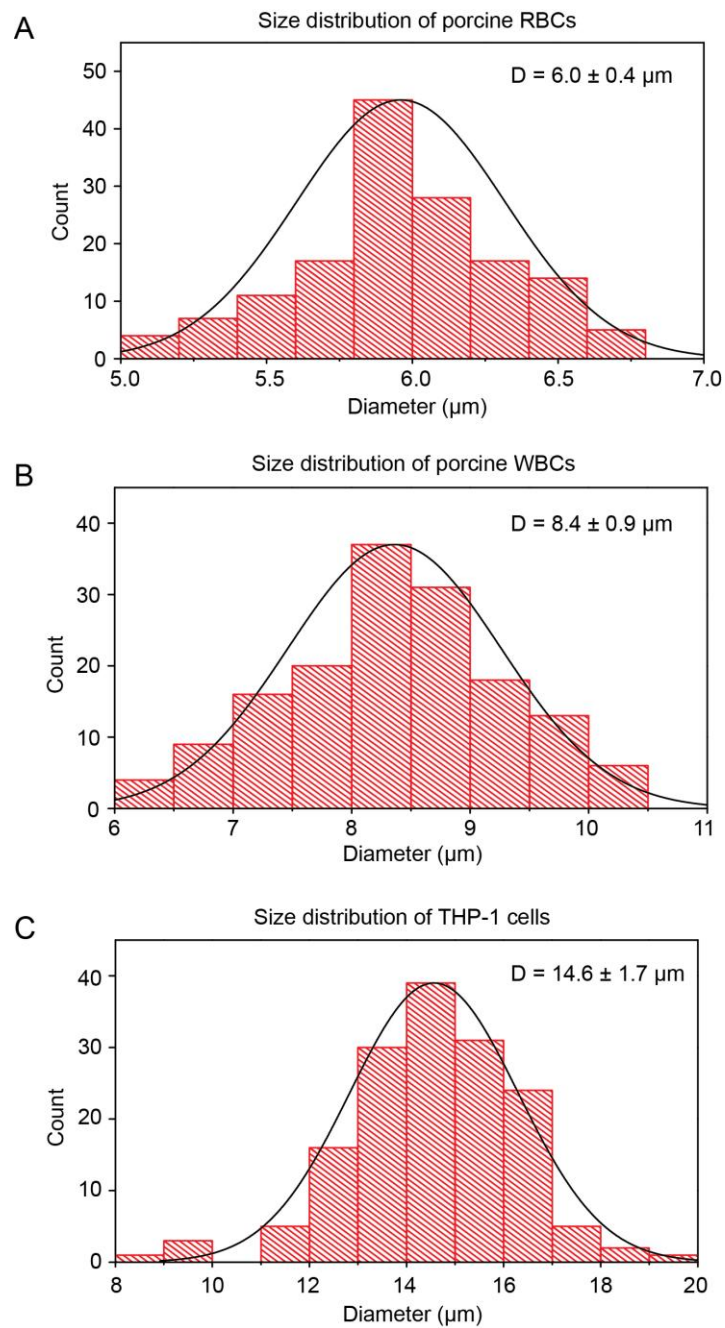 A
Size distribution of porcine RBCs
D = 6.0 ± 0.4 µm
50
40
30
20
10
0
Count
5.0 5.5 6.0 6.5 7.0
Diameter (µm)
B
Size distribution of porcine WBCs
D = 8.4 ± 0.9 µm
40
30
20
10
0
Count
6 7 8 9 10 11
Diameter (µm)
C
Size distribution of THP-1 cells
D = 14.6 ± 1.7 µm
40
30
20
10
0
Count
8 10 12 14 16 18 20
Diameter (µm)